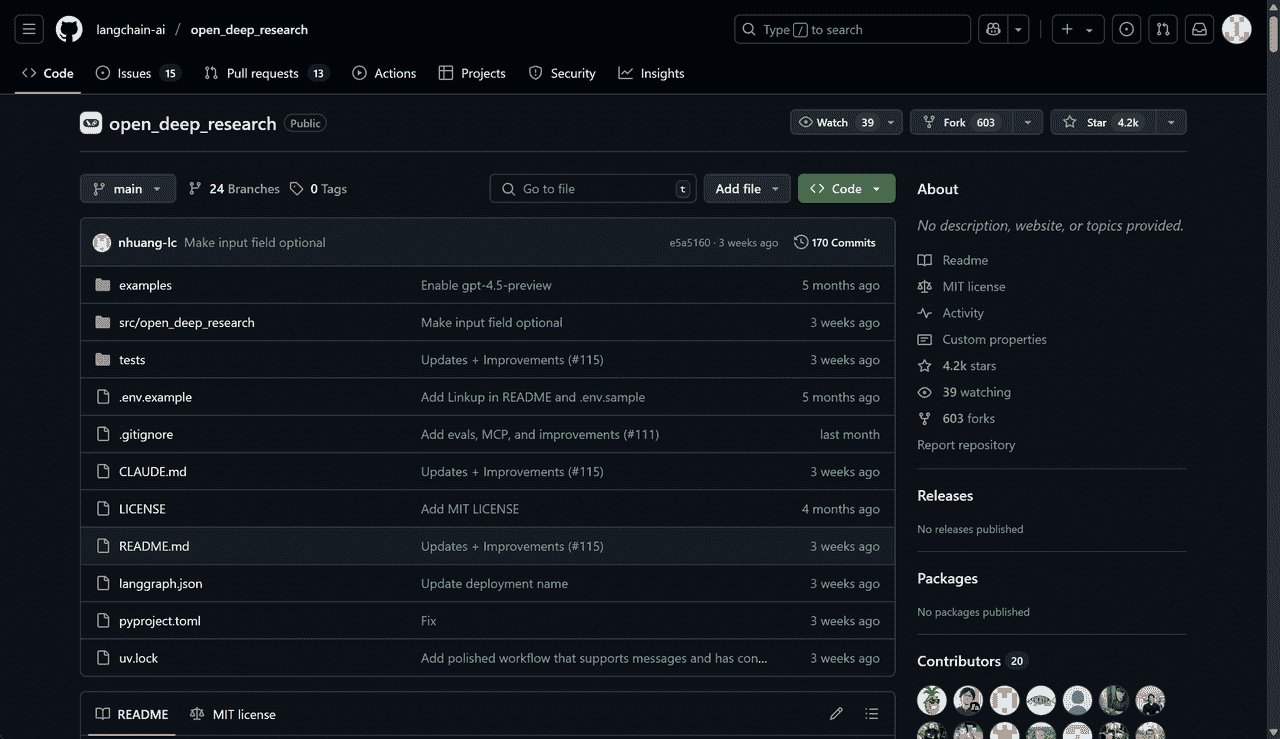 langchain-ai / open_deep_research
Type / to search
Code
Issues 15
Pull requests 13
Actions
Projects
Security
Insights
open_deep_research Public
Watch 39
Fork 603
Star 4.2k
main
24 Branches
0 Tags
Go to file t
Add file
Code
nhuang-lc Make input field optional e5a5160 · 3 weeks ago 170 Commits
examples Enable gpt-4.5-preview 5 months ago
src/open_deep_research Make input field optional 3 weeks ago
tests Updates + Improvements (#115) 3 weeks ago
.env.example Add Linkup in README and .env.sample 5 months ago
.gitignore Add evals, MCP, and improvements (#111) last month
CLAUDE.md Updates + Improvements (#115) 3 weeks ago
LICENSE Add MIT LICENSE 4 months ago
README.md Updates + Improvements (#115) 3 weeks ago
langgraph.json Update deployment name 3 weeks ago
pyproject.toml Fix 3 weeks ago
uv.lock Add polished workflow that supports messages and has con... 3 weeks ago
README
MIT license
About
No description, website, or topics provided.
Readme
MIT license
Activity
Custom properties
4.2k stars
39 watching
603 forks
Report repository
Releases
No releases published
Packages
No packages published
Contributors 20